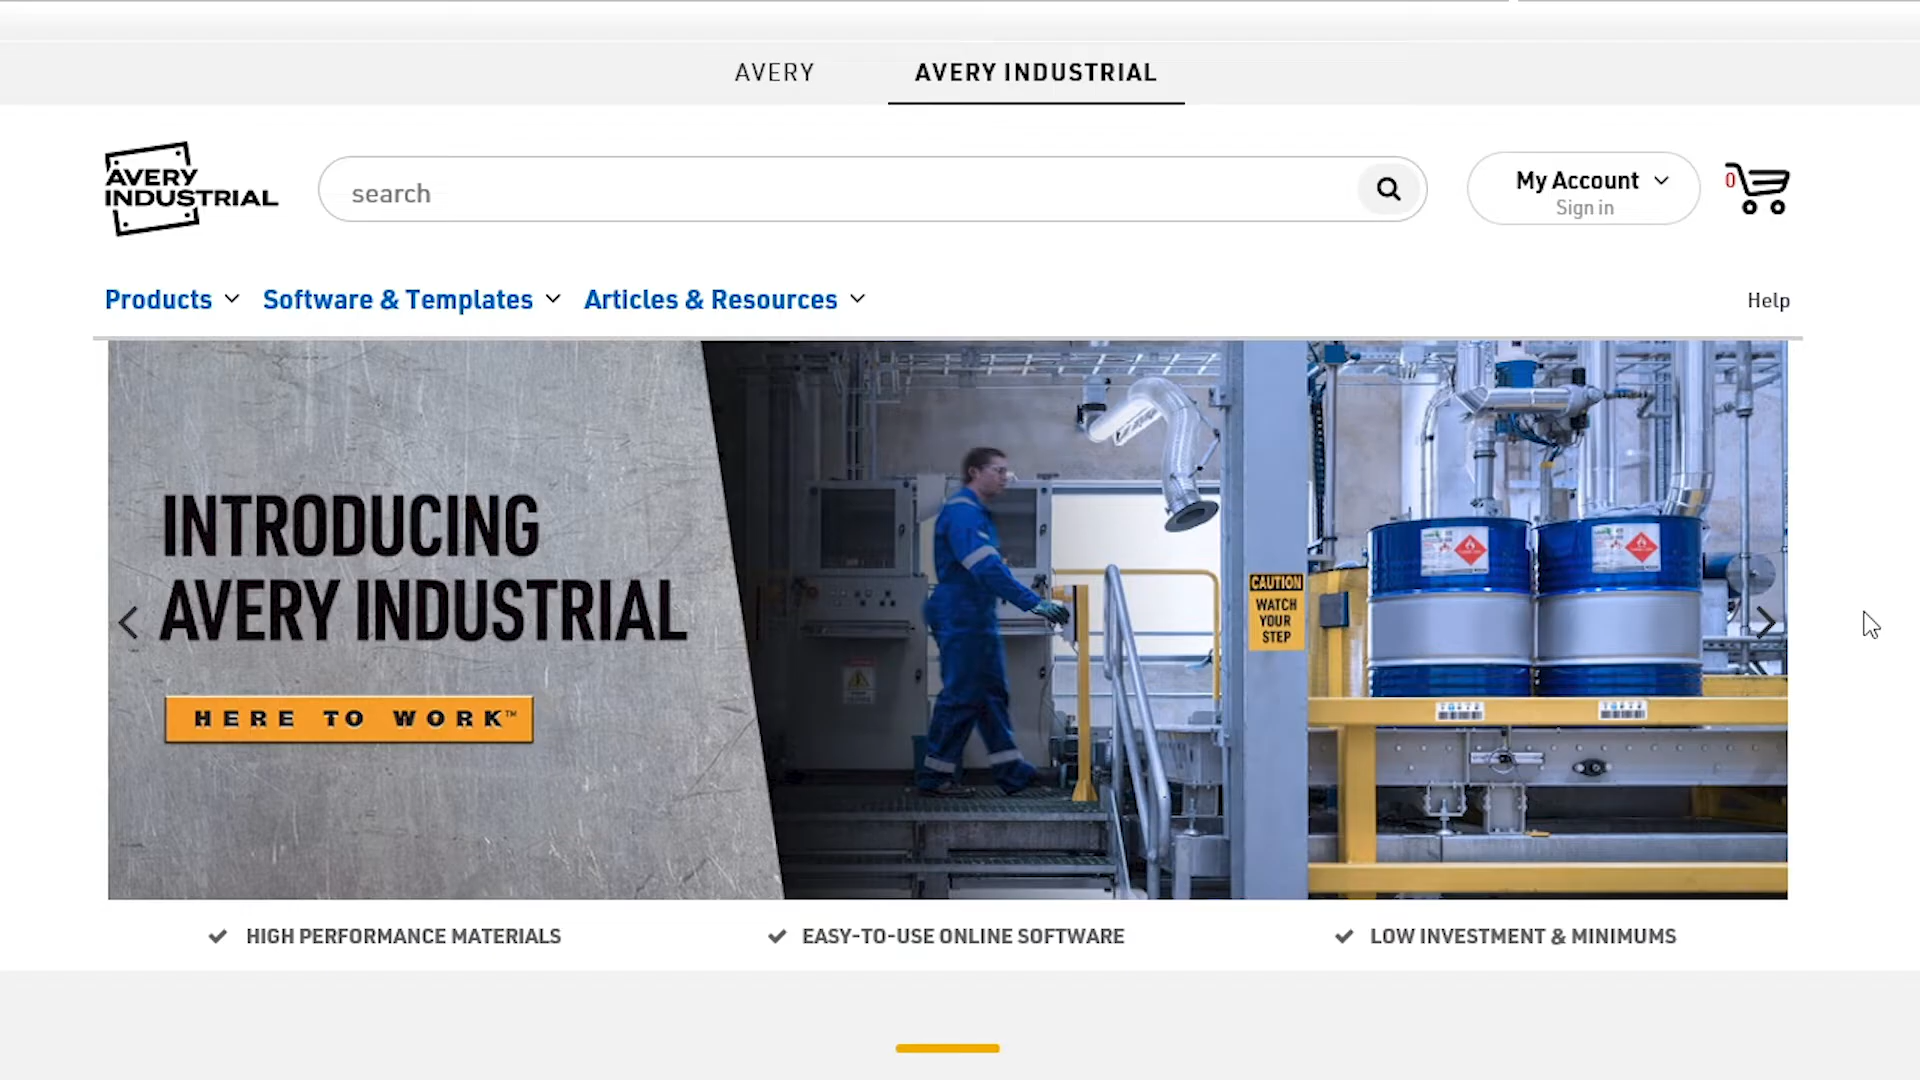 AVERY
AVERY INDUSTRIAL
AVERY
INDUSTRIAL
search
My Account
Sign in
0
Products
Software & Templates
Articles & Resources
Help
INTRODUCING
AVERY INDUSTRIAL
HERE TO WORK™
CAUTION
WATCH
YOUR
STEP
HIGH PERFORMANCE MATERIALS
EASY-TO-USE ONLINE SOFTWARE
LOW INVESTMENT & MINIMUMS